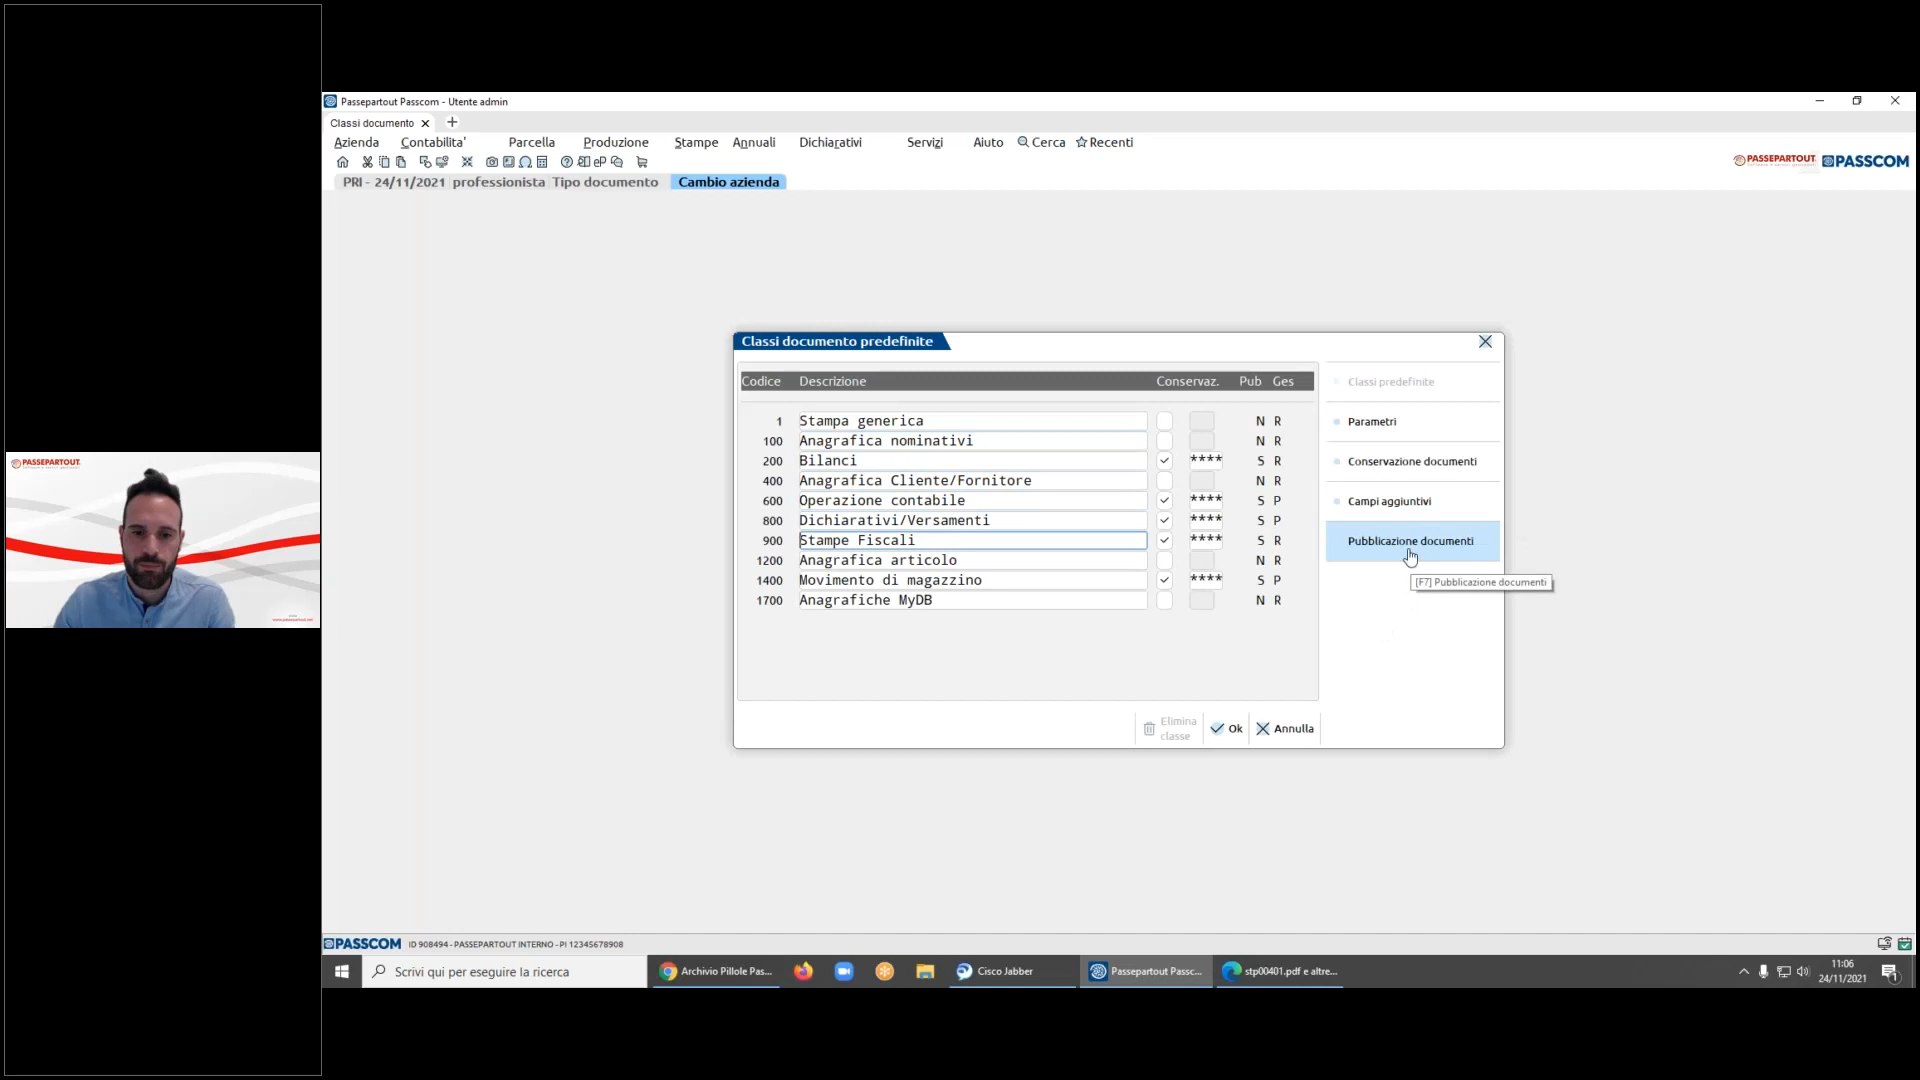 PASSEPARTOUT
Passepartout Passcom - Utente admin
Classi documento
Azienda Contabilita' Parcella Produzione Stampe Annuali Dichiarativi Servizi Aiuto Cerca Recenti
PASSEPARTOUT PASSCOM
PRI - 24/11/2021 professionista Tipo documento Cambio azienda
Classi documento predefinite
Codice Descrizione Conservaz. Pub Ges
1 Stampa generica N R
100 Anagrafica nominativi N R
200 Bilanci **** S R
400 Anagrafica Cliente/Fornitore N R
600 Operazione contabile **** S P
800 Dichiarativi/Versamenti **** S P
900 Stampe Fiscali **** S R
1200 Anagrafica articolo N R
1400 Movimento di magazzino **** S P
1700 Anagrafiche MyDB N R
Classi predefinite
Parametri
Conservazione documenti
Campi aggiuntivi
Pubblicazione documenti
[F7] Pubblicazione documenti
Elimina
classe
Ok
Annulla
PASSCOM ID 908494 - PASSEPARTOUT INTERNO - PI 12345678908
Scrivi qui per eseguire la ricerca
Archivio Pillole Pas...
Cisco Jabber
Passepartout Passc...
stp00401.pdf e altre...
11:06
24/11/2021
1